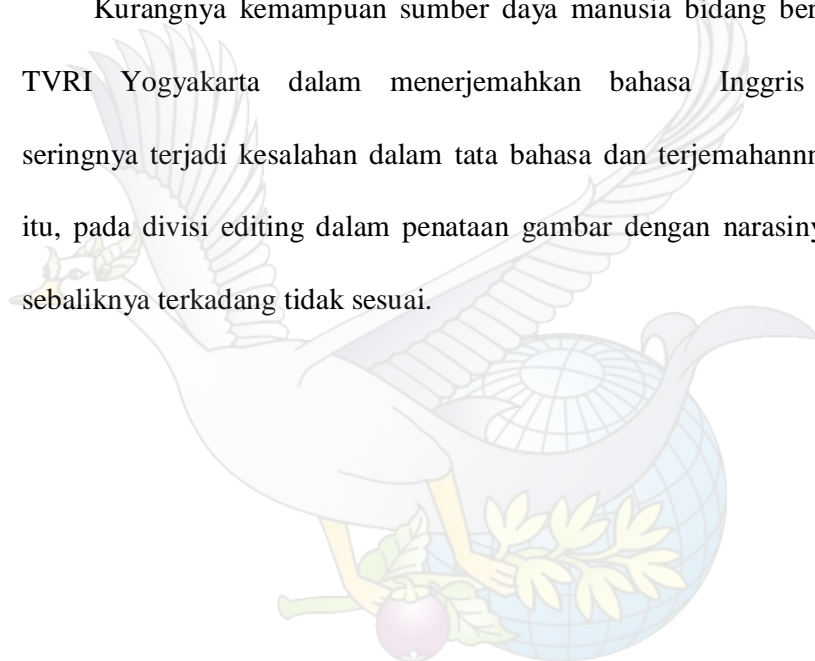 Kurangnya kemampuan sumber daya manusia bidang
TVRI Yogyakarta dalam menerjemahkan bahasa Inggris
seringnya terjadi kesalahan dalam tata bahasa dan
itu, pada divisi editing dalam penataan gambar dengan
sebaliknya terkadang tidak sesuai.